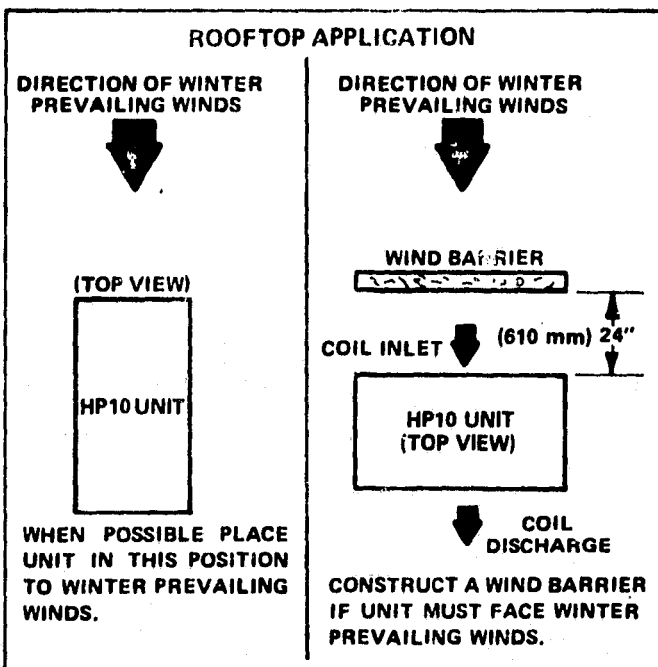 ROOFTOP APPLICATION
DIRECTION OF WINTER
PREVAILING WINDS
(TOP VIEW)
HP10 UNIT
WHEN POSSIBLE PLACE
UNIT IN THIS POSITION
TO WINTER PREVAILING
WINDS.
DIRECTION OF WINTER
PREVAILING WINDS
WIND BARRIER
COIL INLET
(610 mm) 24"
HP10 UNIT
(TOP VIEW)
COIL
DISCHARGE
CONSTRUCT A WIND BARRIER
IF UNIT MUST FACE WINTER
PREVAILING WINDS.